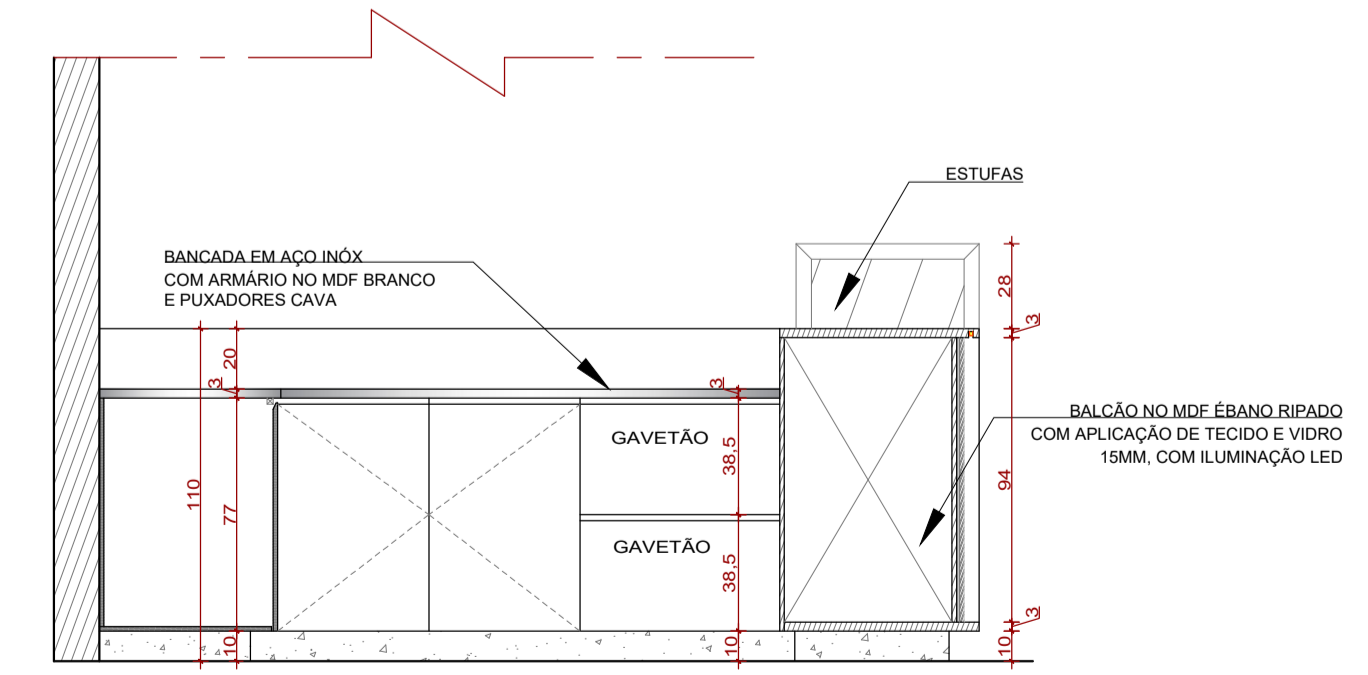 ESTUFAS
28
3
BANCADA EM AÇO INÓX
COM ARMÁRIO NO MDF BRANCO
E PUXADORES CAVA
20
3
3
GAVETÃO
38,5
BALCÃO NO MDF ÉBANO RIPADO
COM APLICAÇÃO DE TECIDO E VIDRO
15MM, COM ILUMINAÇÃO LED
110
77
94
GAVETÃO
38,5
3
10
10
10